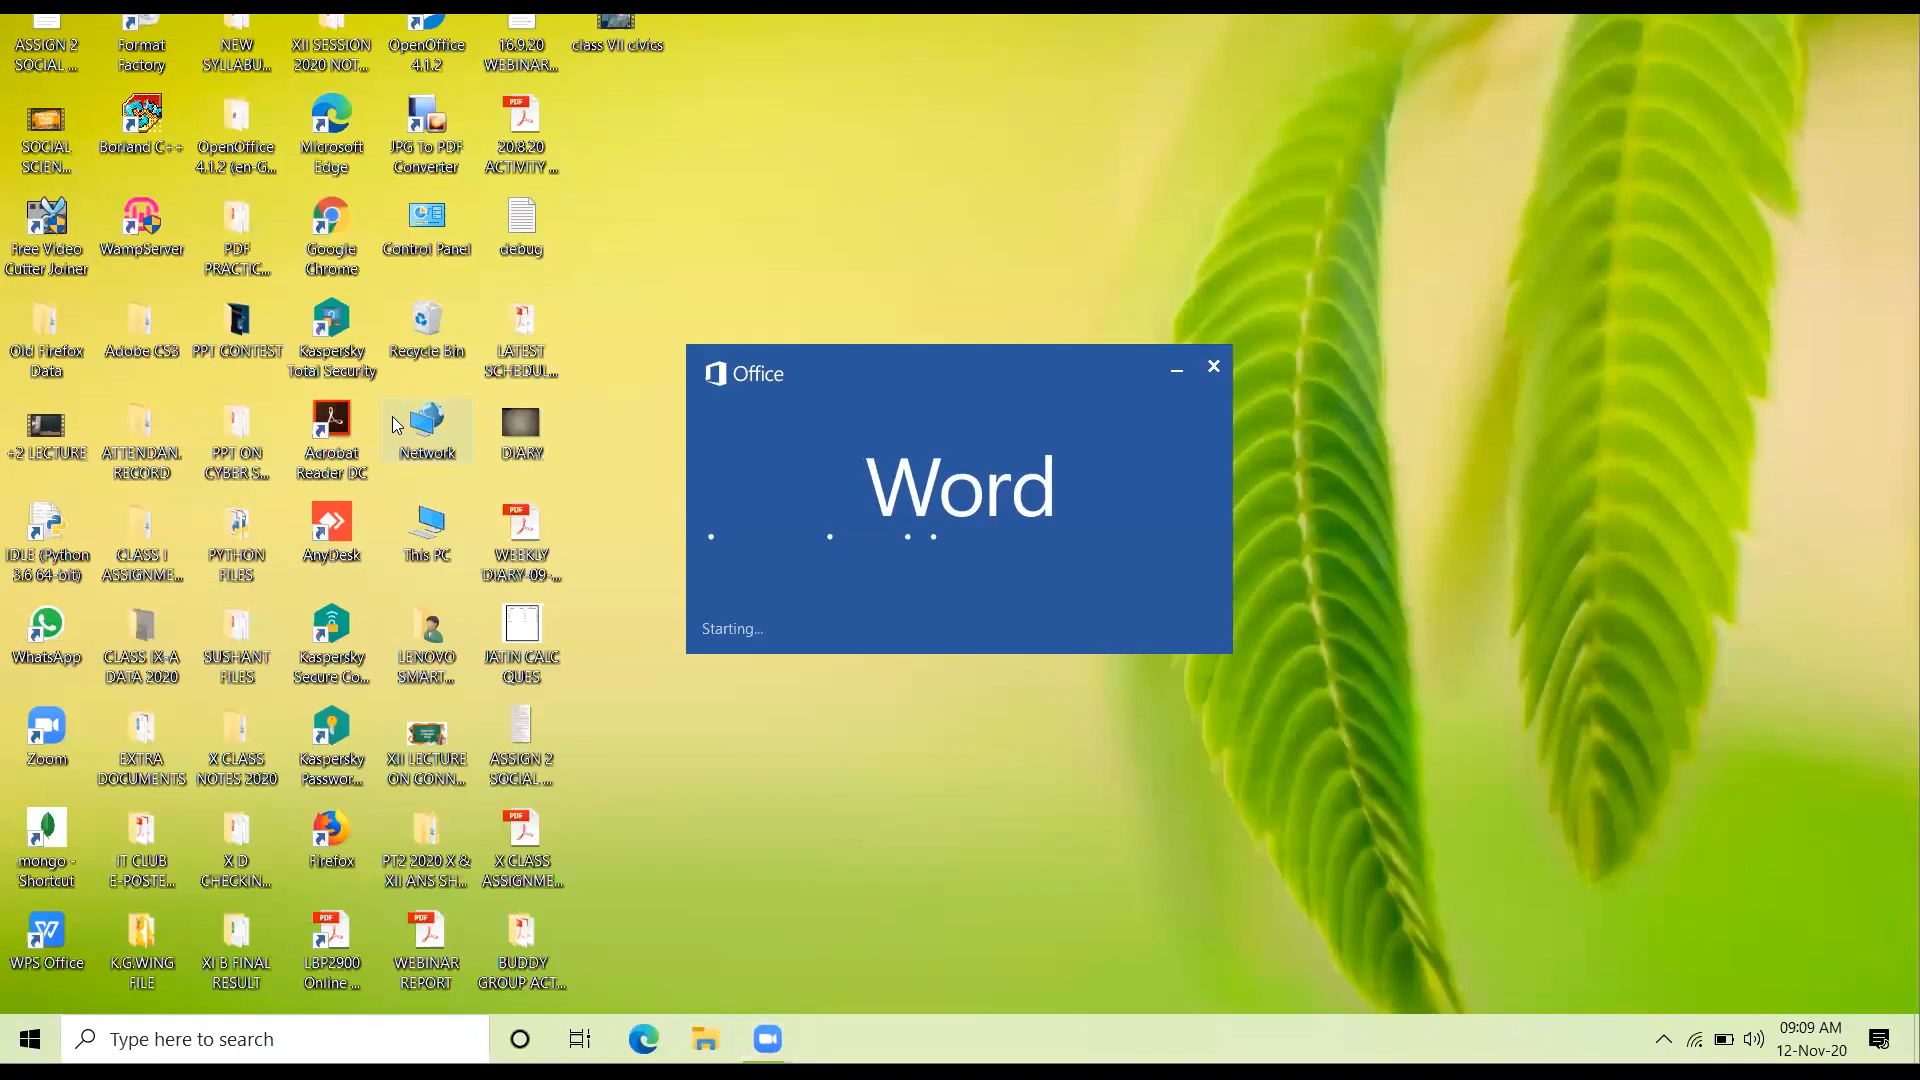 ASSIGN 2
SOCIAL ...
Format
Factory
NEW
SYLLABU...
XII SESSION
2020 NOT...
OpenOffice
4.1.2
16.9.20
WEBINAR...
class VII civics
SOCIAL
SCIEN...
Borland C++
OpenOffice
4.1.2 (en-G...
Microsoft
Edge
JPG To PDF
Converter
PDF
20.8.20
ACTIVITY ...
Free Video
Cutter Joiner
WampServer
PDF
PRACTIC...
Google
Chrome
Control Panel
debug
Old Firefox
Data
Adobe CS3
PPT CONTEST
Kaspersky
Total Security
Recycle Bin
LATEST
SCHEDUL...
+2 LECTURE
ATTENDAN.
RECORD
PPT ON
CYBER S...
Acrobat
Reader DC
Network
DIARY
IDLE (Python
3.6 64-bit)
CLASS I
ASSIGNME...
PYTHON
FILES
AnyDesk
This PC
PDF
WEEKLY
DIARY-09-...
WhatsApp
CLASS IX-A
DATA 2020
SUSHANT
FILES
Kaspersky
Secure Co...
LENOVO
SMART...
JATIN CALC
QUES
Zoom
EXTRA
DOCUMENTS
X CLASS
NOTES 2020
Kaspersky
Passwor...
XII LECTURE
ON CONN...
ASSIGN 2
SOCIAL ...
mongo -
Shortcut
IT CLUB
E-POSTE...
X D
CHECKIN...
Firefox
PT2 2020 X &
XII ANS SH...
PDF
X CLASS
ASSIGNME...
WPS Office
K.G.WING
FILE
XI B FINAL
RESULT
PDF
LBP2900
Online ...
PDF
WEBINAR
REPORT
BUDDY
GROUP ACT...
Office
Word
Starting...
Type here to search
09:09 AM
12-Nov-20